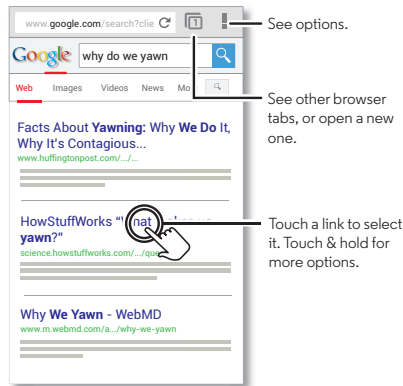 www.google.com/search?clie
1
See options.
Google
why do we yawn
Web Images Videos News Mo
See other browser
tabs, or open a new
one.
Facts About Yawning: Why We Do It,
Why It's Contagious...
www.huffingtonpost.com/.../...
HowStuffWorks "What
yawn?"
science.howstuffworks.com/.../que
Touch a link to select
it. Touch & hold for
more options.
Why We Yawn - WebMD
www.m.webmd.com/a.../why-we-yawn